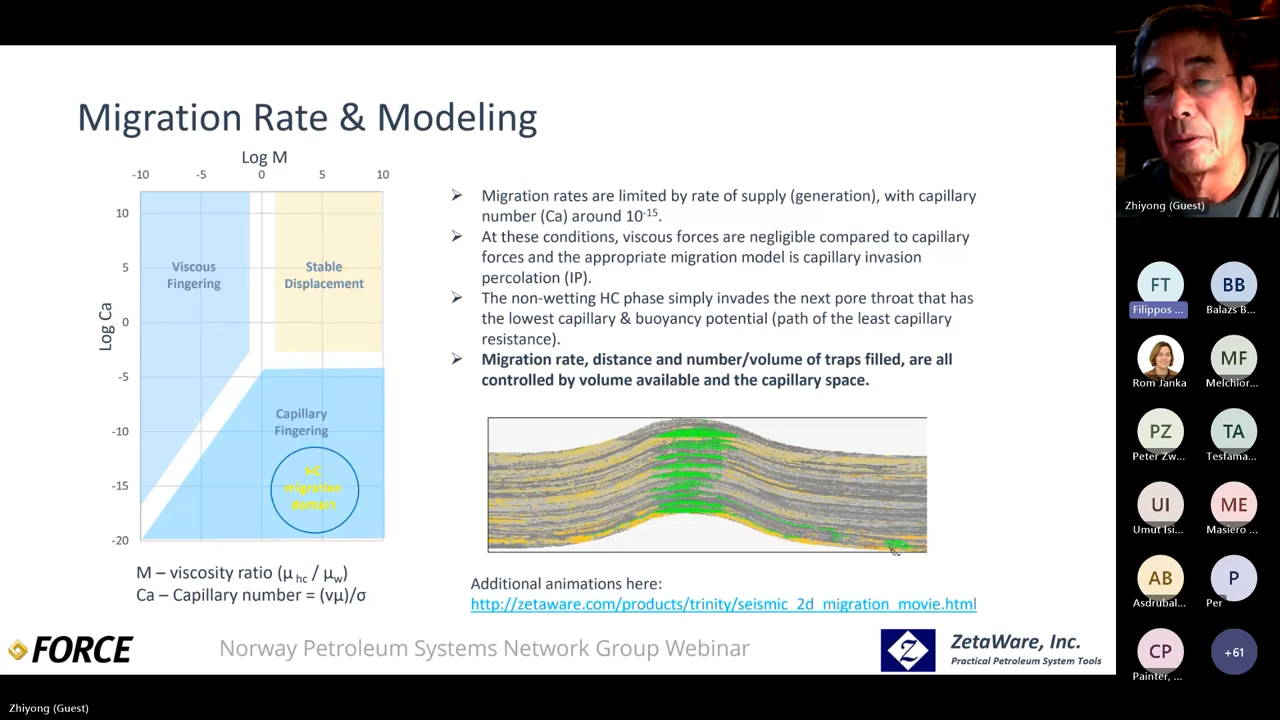 Migration Rate & Modeling
Log M
-10 -5 0 5 10
10
5
0
-5
-10
-15
-20
Log Ca
Viscous
Fingering
Stable
Displacement
Capillary
Fingering
HC
migration
domain
M – viscosity ratio (μ hc / μw)
Ca – Capillary number = (vμ)/σ
➢ Migration rates are limited by rate of supply (generation), with capillary
number (Ca) around 10-15.
➢ At these conditions, viscous forces are negligible compared to capillary
forces and the appropriate migration model is capillary invasion
percolation (IP).
➢ The non-wetting HC phase simply invades the next pore throat that has
the lowest capillary & buoyancy potential (path of the least capillary
resistance).
➢ Migration rate, distance and number/volume of traps filled, are all
controlled by volume available and the capillary space.
Additional animations here:
http://zetaware.com/products/trinity/seismic_2d_migration_movie.html
FORCE
Norway Petroleum Systems Network Group Webinar
Z
ZetaWare, Inc.
Practical Petroleum System Tools
Zhiyong (Guest)
FT
Filippos ...
BB
Balazs B...
Rom Janka
MF
Melchior...
PZ
Peter Zw...
TA
Tesfama...
UI
Umut Isi...
ME
Masiero ...
AB
Asdrubal...
P
Per
CP
Painter, ...
+61
Zhiyong (Guest)